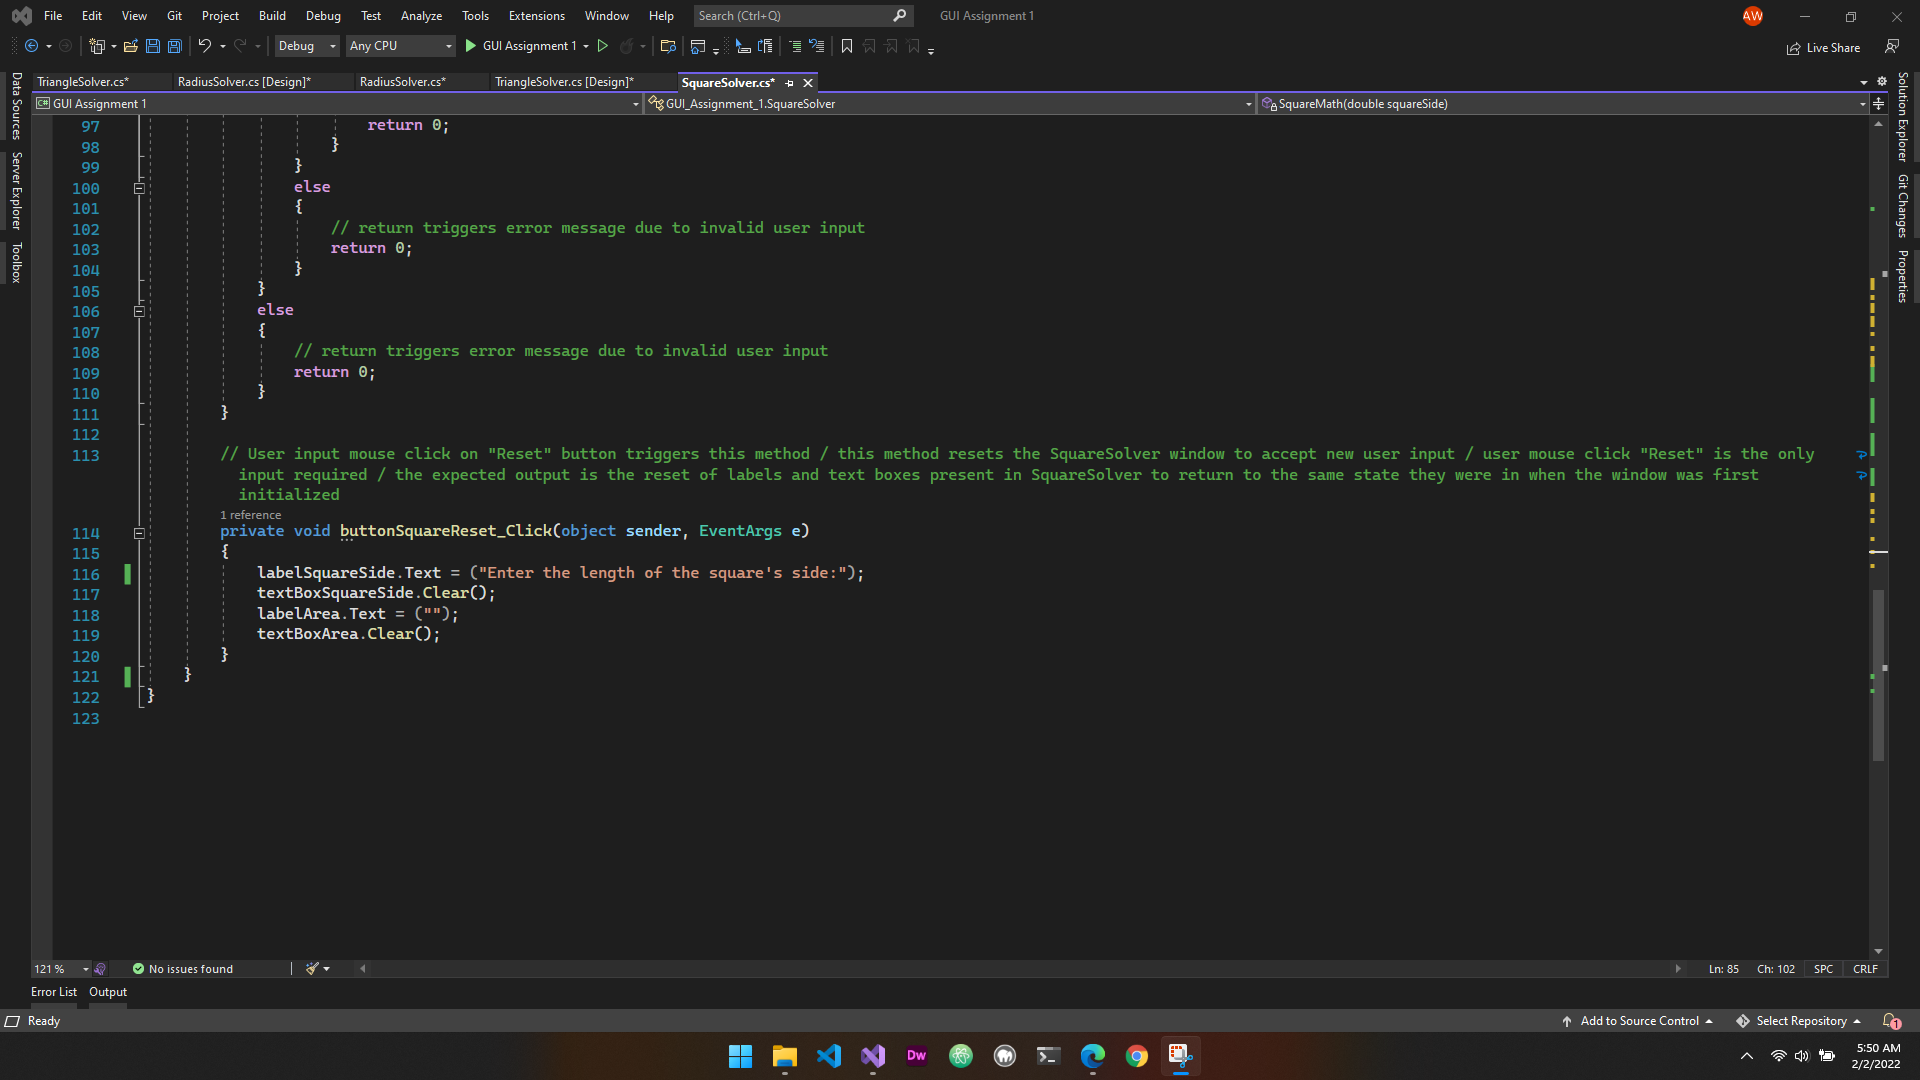 File Edit View Git Project Build Debug Test Analyze Tools Extensions Window Help Search (Ctrl+Q) GUI Assignment 1 AW
Debug Any CPU GUI Assignment 1 Live Share
TriangleSolver.cs* RadiusSolver.cs [Design]* RadiusSolver.cs* TriangleSolver.cs [Design]* SquareSolver.cs*
C# GUI Assignment 1 GUI_Assignment_1.SquareSolver SquareMath(double squareSide)
Data Sources
Server Explorer
Toolbox
Solution Explorer
Git Changes
Properties
97 return 0;
98 }
99 }
100 else
101 {
102 // return triggers error message due to invalid user input
103 return 0;
104 }
105 }
106 else
107 {
108 // return triggers error message due to invalid user input
109 return 0;
110 }
111 }
112
113 // User input mouse click on "Reset" button triggers this method / this method resets the SquareSolver window to accept new user input / user mouse click "Reset" is the only
input required / the expected output is the reset of labels and text boxes present in SquareSolver to return to the same state they were in when the window was first
initialized
1 reference
114 private void buttonSquareReset_Click(object sender, EventArgs e)
115 {
116 labelSquareSide.Text = ("Enter the length of the square's side:");
117 textBoxSquareSide.Clear();
118 labelArea.Text = ("");
119 textBoxArea.Clear();
120 }
121 }
122 }
123
121 % No issues found Ln: 85 Ch: 102 SPC CRLF
Error List Output
Ready Add to Source Control Select Repository 1
Dw
5:50 AM
2/2/2022